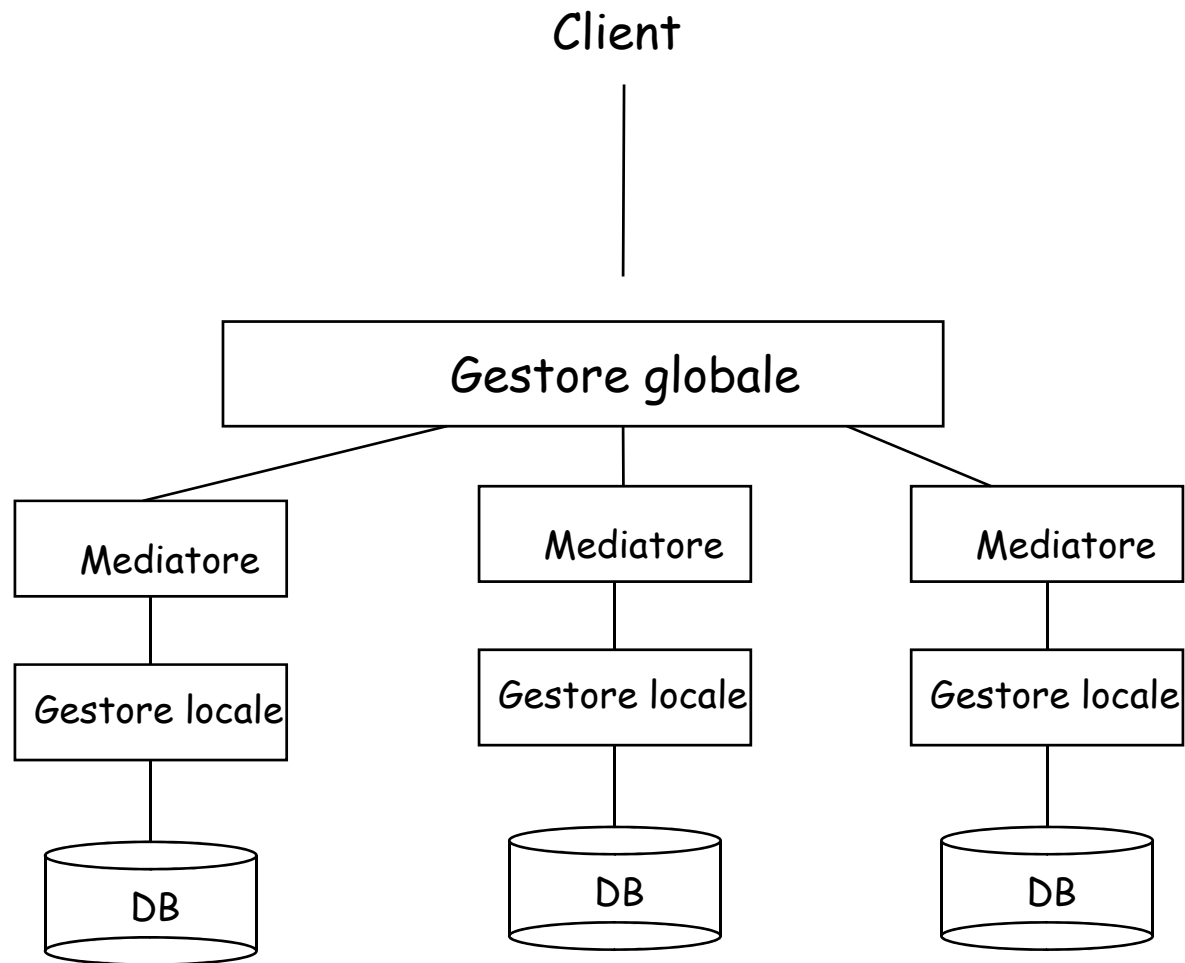 Client
Gestore globale
Mediatore
Mediatore
Mediatore
Gestore locale
Gestore locale
Gestore locale
DB
DB
DB